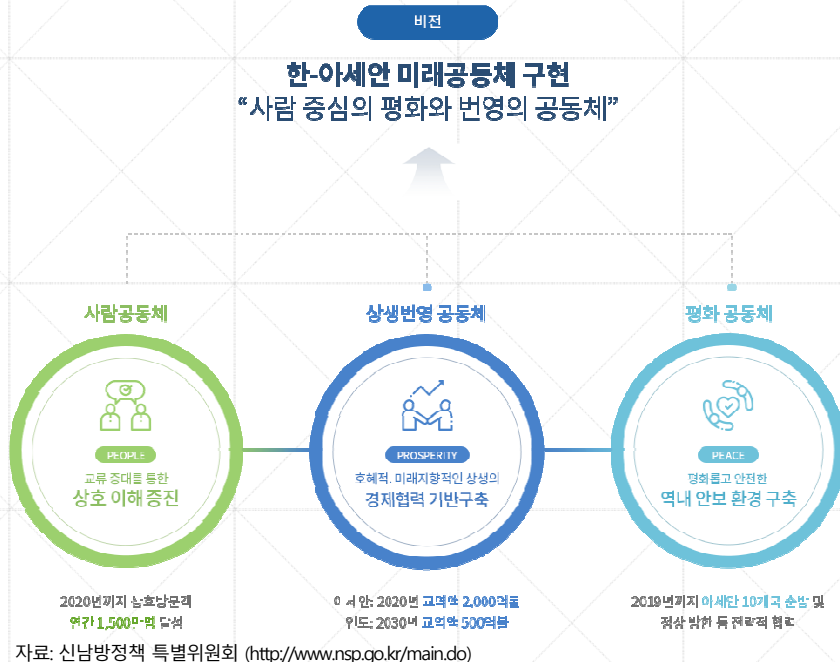 비전
한-아세안 미래공동체 구현
“사람 중심의 평화와 번영의 공동체”
사람공동체
PEOPLE
교류 증대를 통한
상호 이해 증진
2020년까지 상호방문객
연간 1,500만명 달성
상생번영 공동체
PROSPERITY
호혜적, 미래지향적인 상생의
경제협력 기반구축
아세안: 2020년 교역액 2,000억불
인도: 2030년 교역액 500억불
평화 공동체
PEACE
평화롭고 안전한
역내 안보 환경 구축
2019년까지 아세안 10개국 순방 및
정상 방한 등 전략적 협력
자료: 신남방정책 특별위원회 (http://www.nsp.go.kr/main.do)